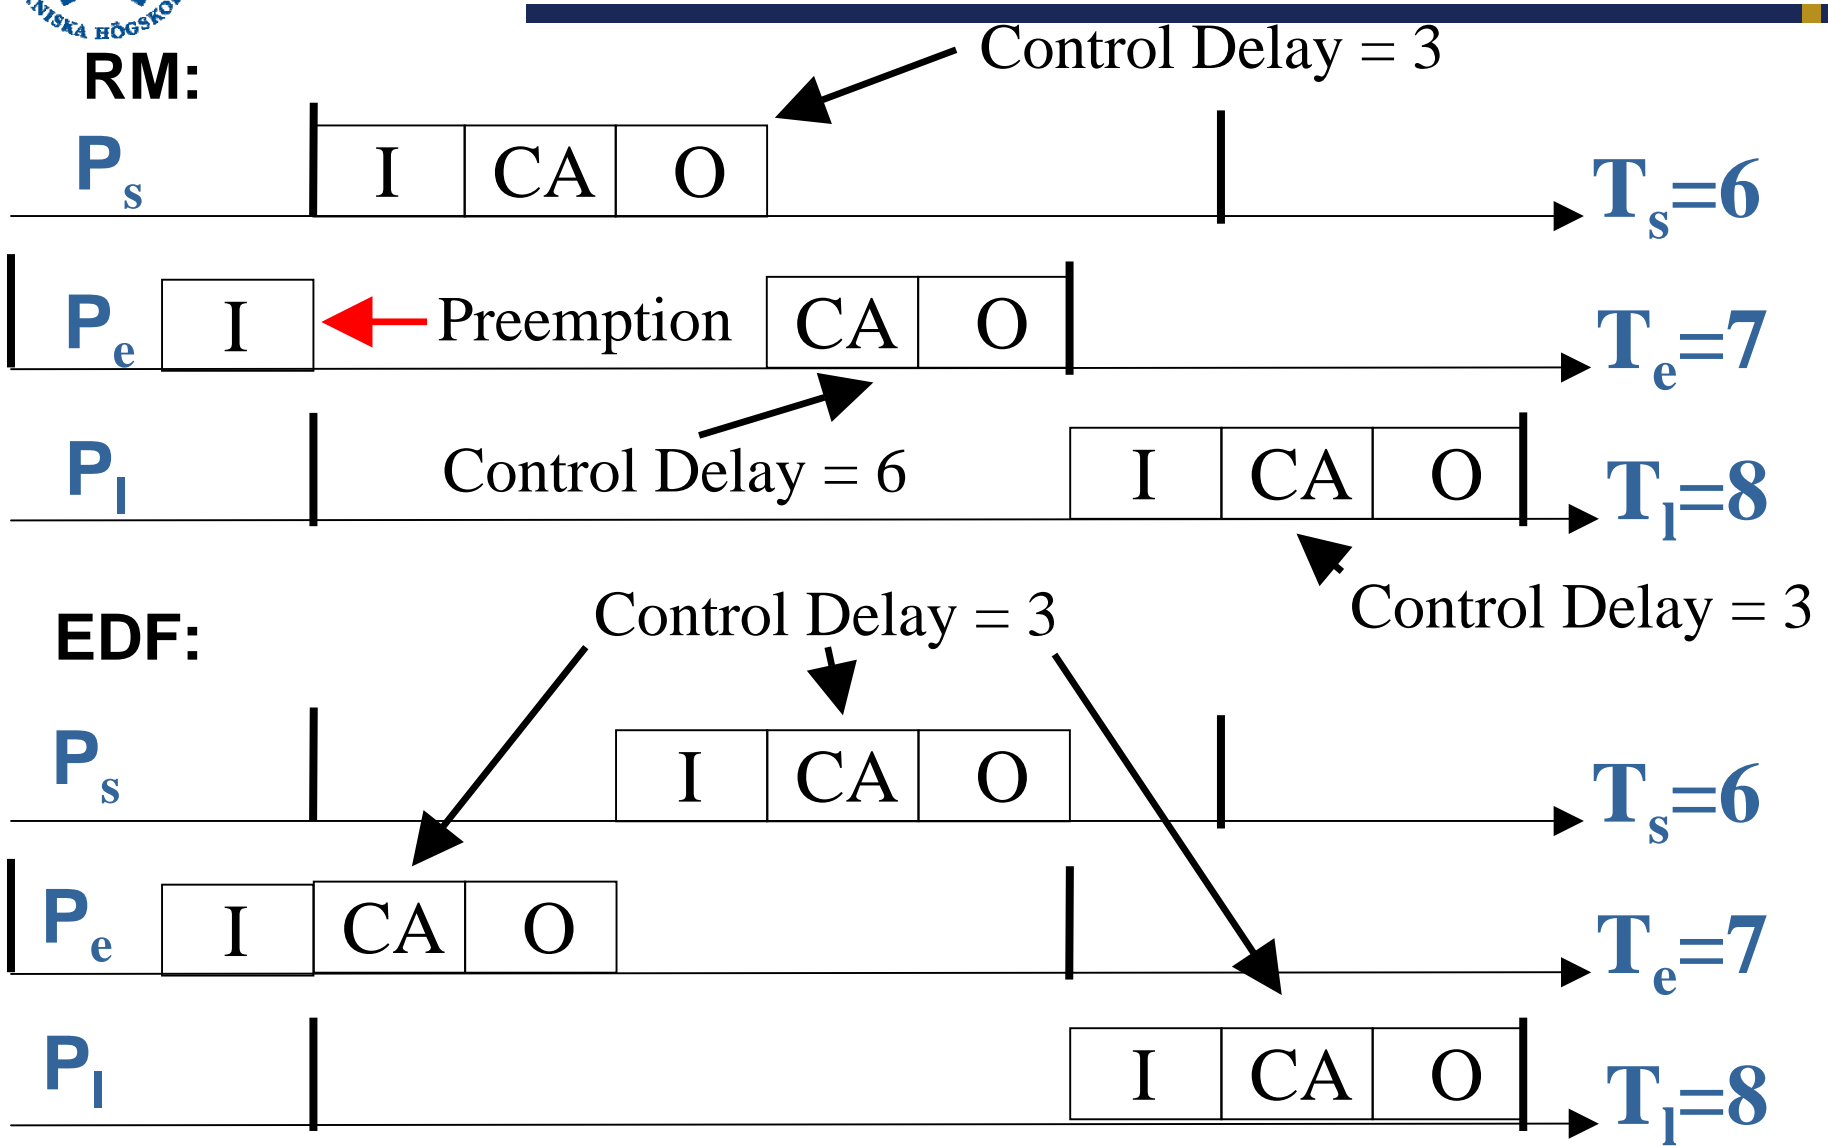 NISKA HÖGSKO
Control Delay = 3
RM:
Ps I CA O Ts=6
Pe I Preemption CA O Te=7
Pl Control Delay = 6 I CA O Tl=8
Control Delay = 3 Control Delay = 3
EDF:
Ps I CA O Ts=6
Pe I CA O Te=7
Pl I CA O Tl=8